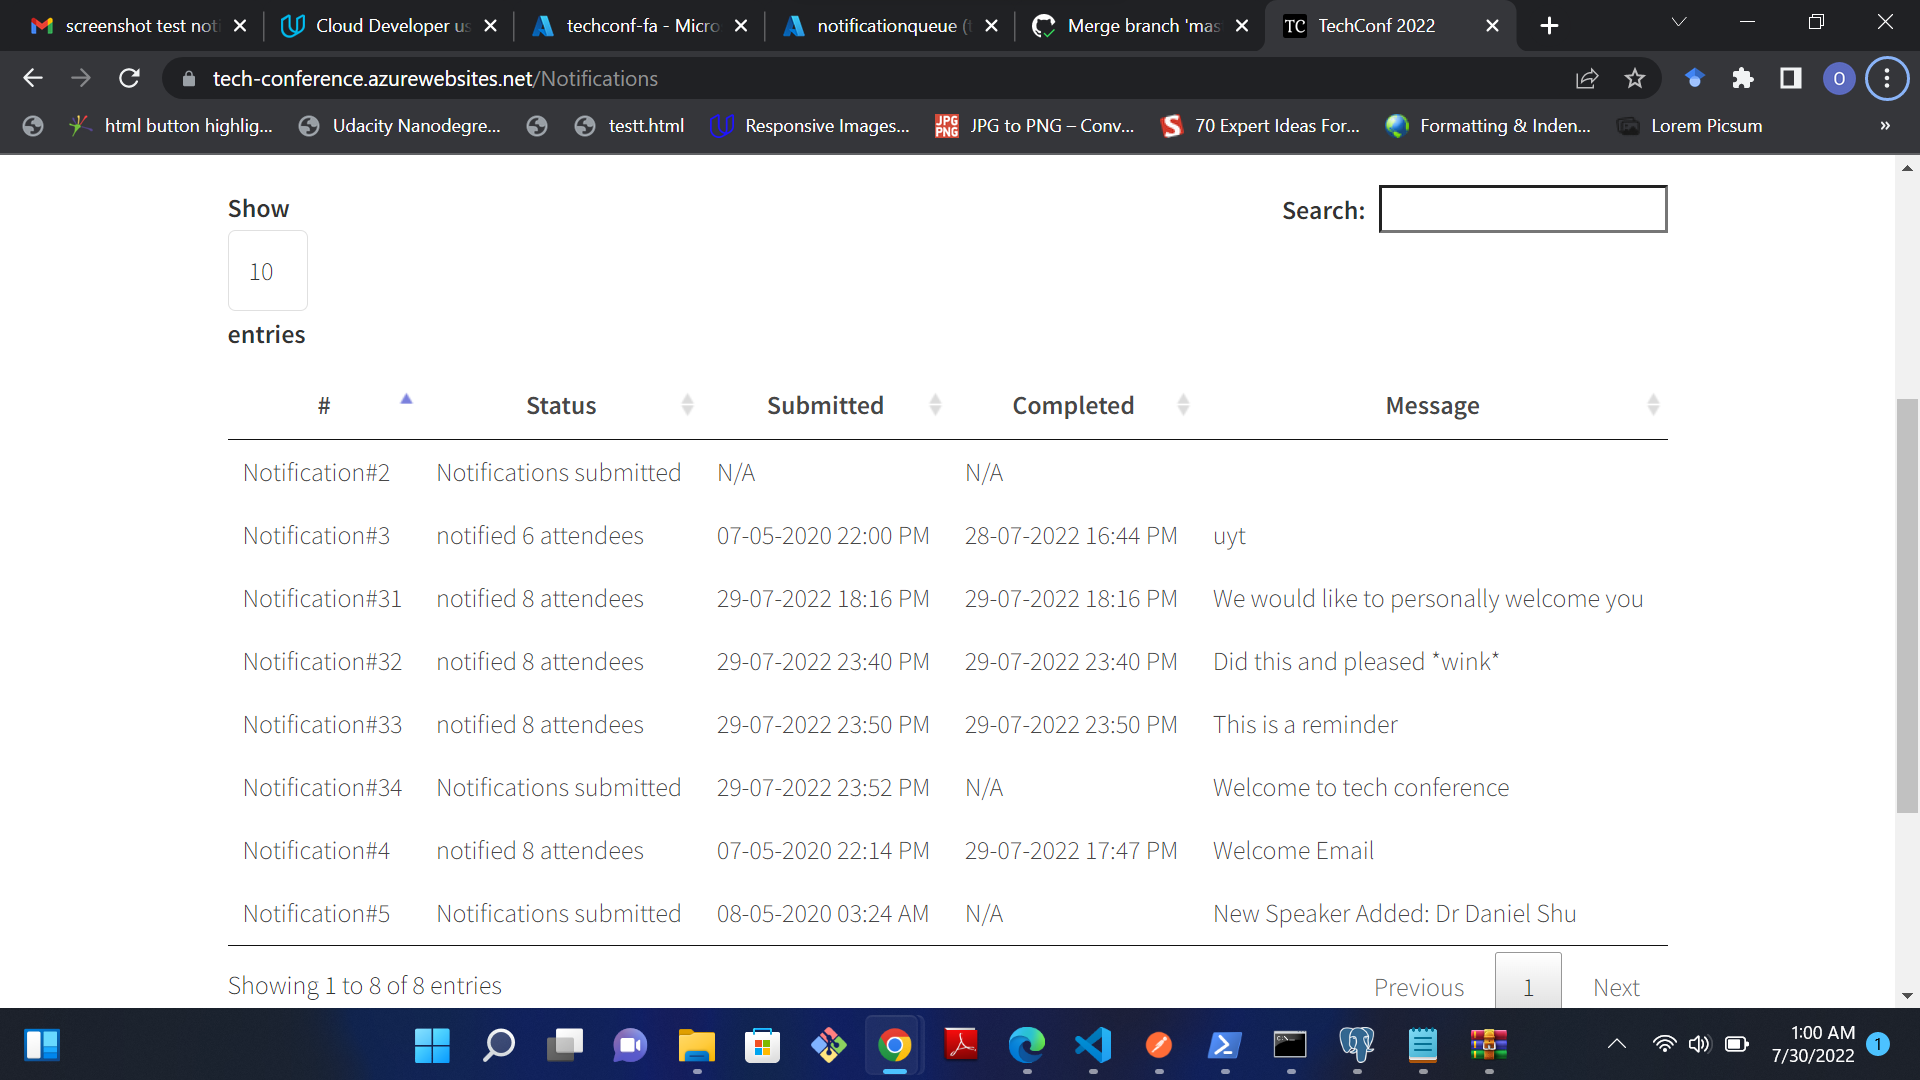 screenshot test noti
Cloud Developer us
techconf-fa - Micro
notificationqueue (t
Merge branch 'mas
TC TechConf 2022
tech-conference.azurewebsites.net/Notifications
O
html button highlig...
Udacity Nanodegre...
testt.html
Responsive Images...
JPG PNG JPG to PNG – Conv...
70 Expert Ideas For...
Formatting & Inden...
Lorem Picsum
»
Show
Search:
10
entries
# Status Submitted Completed Message
Notification#2 Notifications submitted N/A N/A
Notification#3 notified 6 attendees 07-05-2020 22:00 PM 28-07-2022 16:44 PM uyt
Notification#31 notified 8 attendees 29-07-2022 18:16 PM 29-07-2022 18:16 PM We would like to personally welcome you
Notification#32 notified 8 attendees 29-07-2022 23:40 PM 29-07-2022 23:40 PM Did this and pleased *wink*
Notification#33 notified 8 attendees 29-07-2022 23:50 PM 29-07-2022 23:50 PM This is a reminder
Notification#34 Notifications submitted 29-07-2022 23:52 PM N/A Welcome to tech conference
Notification#4 notified 8 attendees 07-05-2020 22:14 PM 29-07-2022 17:47 PM Welcome Email
Notification#5 Notifications submitted 08-05-2020 03:24 AM N/A New Speaker Added: Dr Daniel Shu
Showing 1 to 8 of 8 entries
Previous 1 Next
1:00 AM
7/30/2022
1